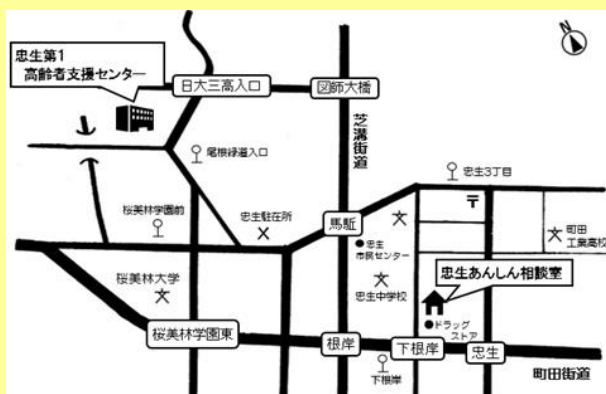 忠生第1
高齢者支援センター
N
日大三高入口
図師大橋
芝溝街道
尾根緑道入口
忠生3丁目
〒
桜美林学園前
忠生駐在所
馬駈
忠生
市民センター
町田
工業高校
桜美林大学
忠生中学校
忠生あんしん相談室
ドラッグ
ストア
桜美林学園東
根岸
下根岸
忠生
下根岸
町田街道